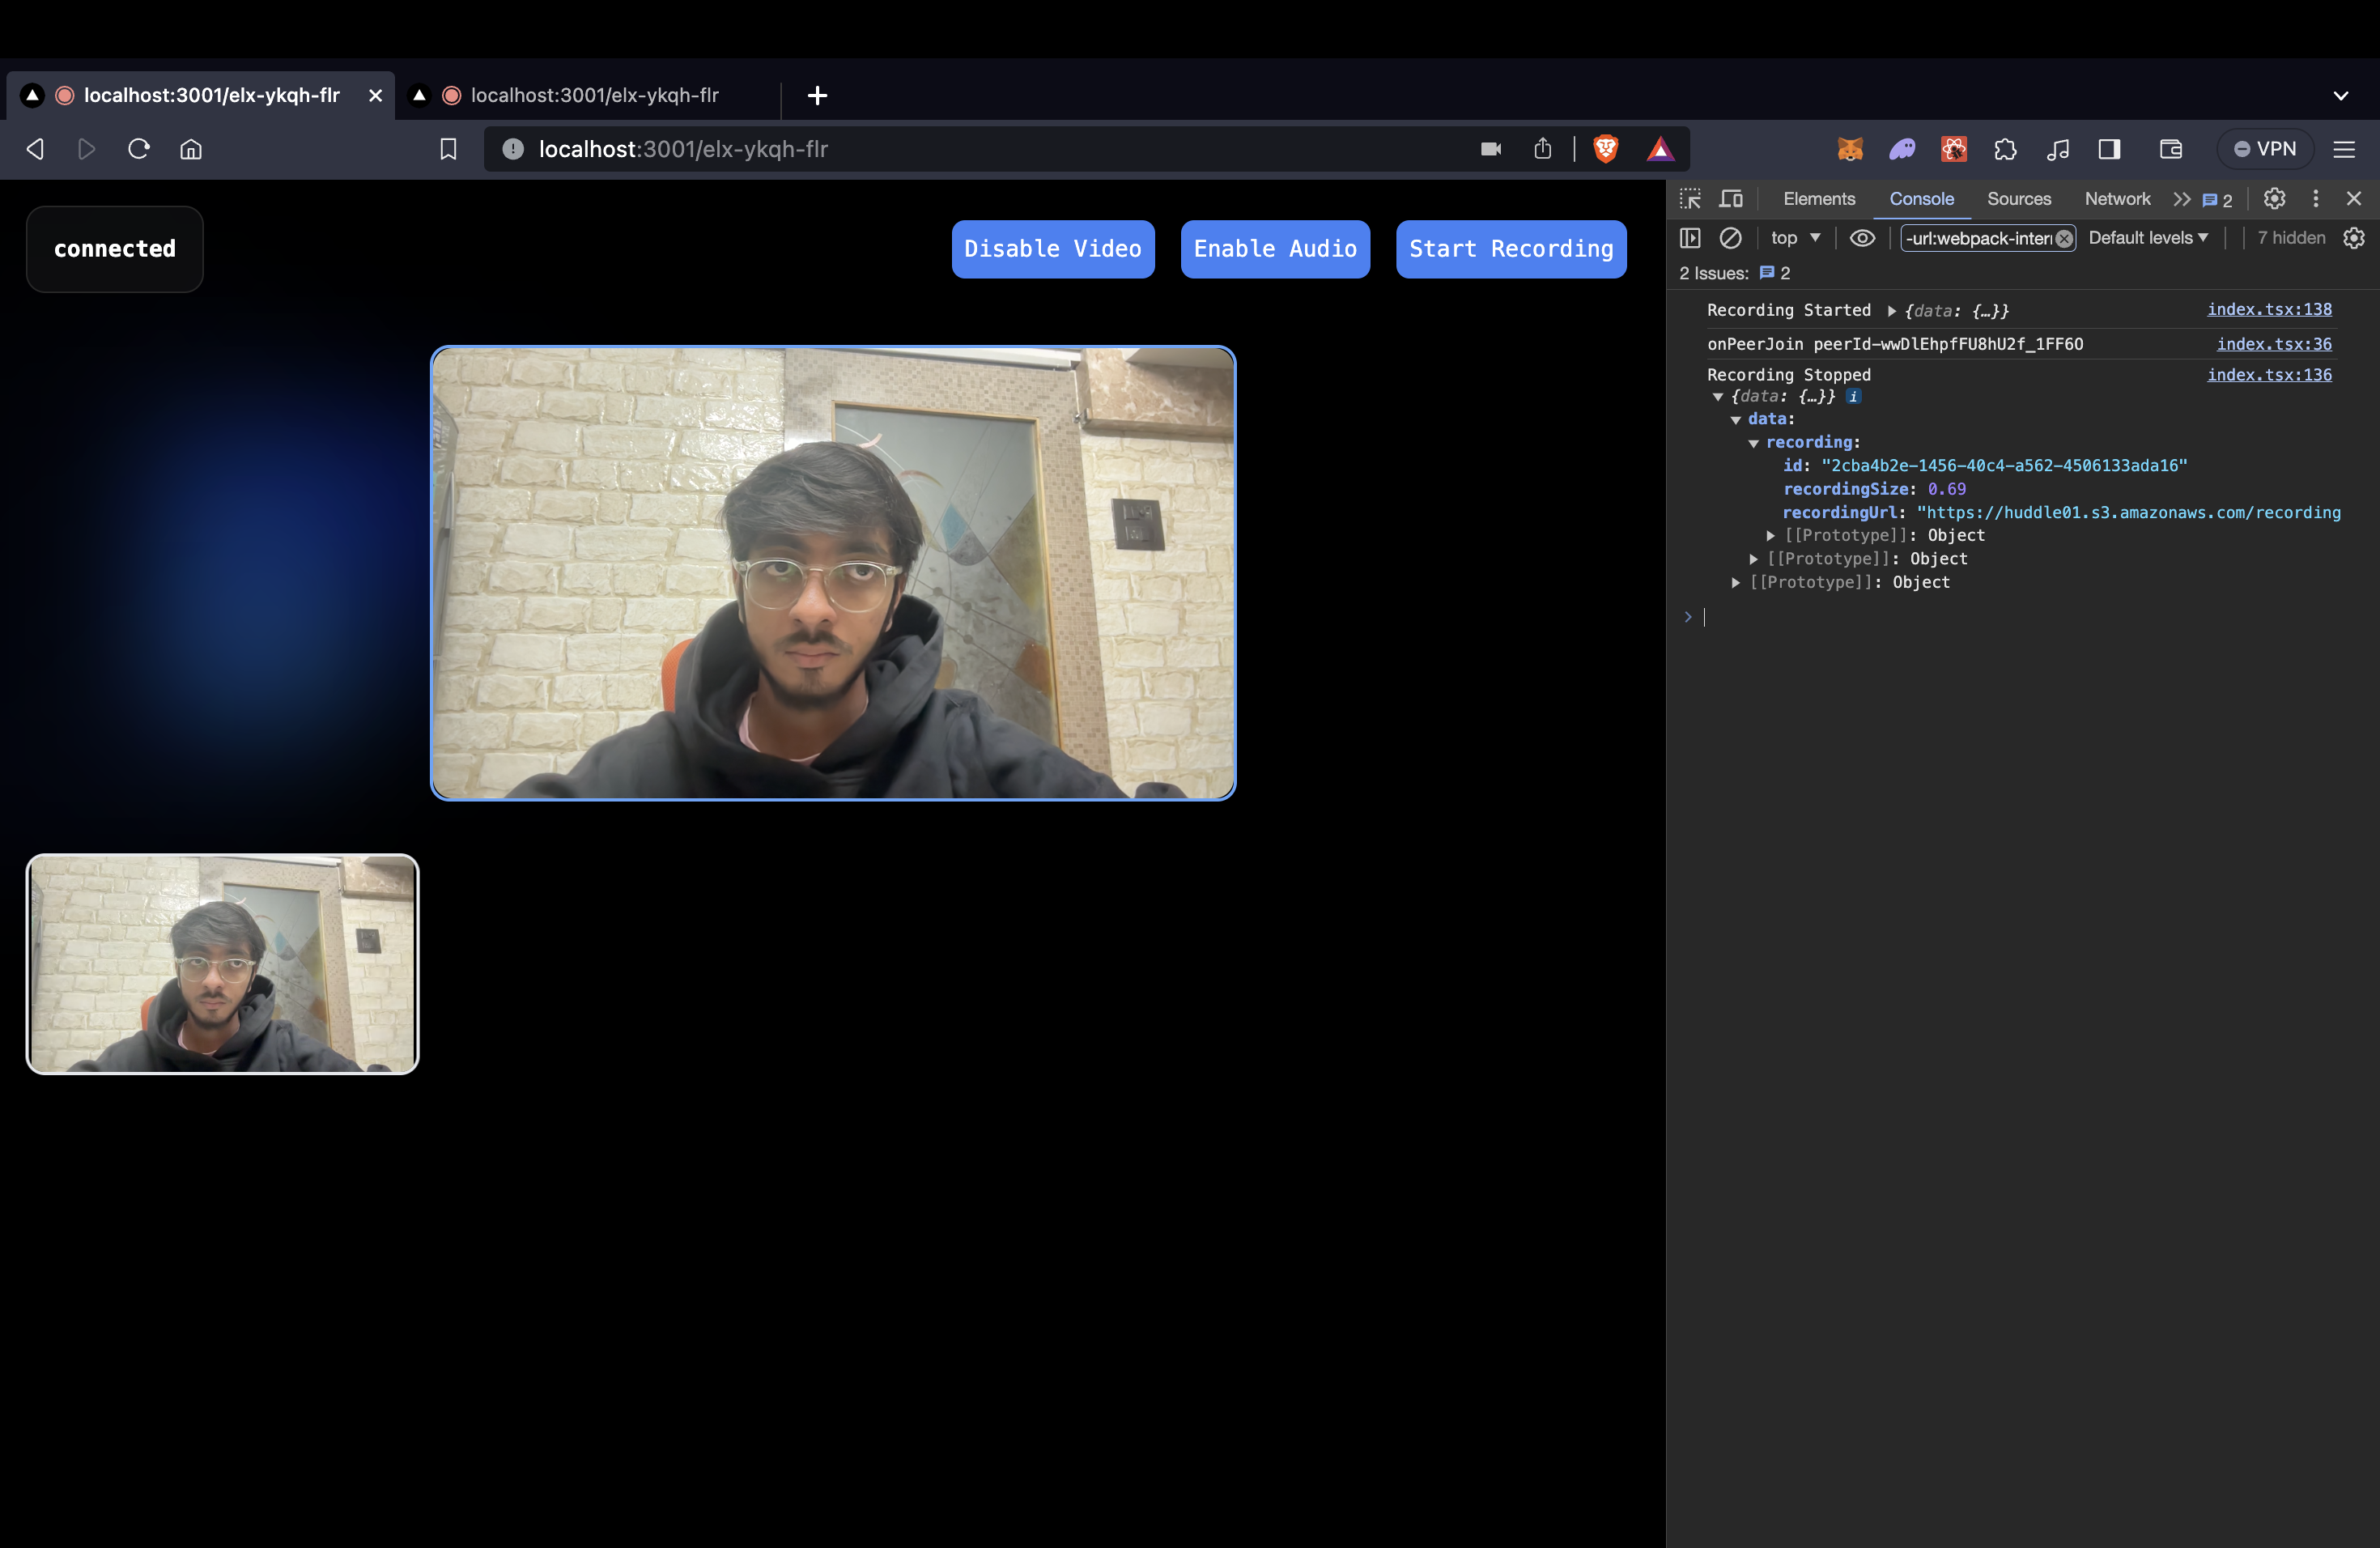 localhost:3001/elx-ykqh-flr
localhost:3001/elx-ykqh-flr
localhost:3001/elx-ykqh-flr
VPN
connected
Disable Video
Enable Audio
Start Recording
Elements
Console
Sources
Network
2
top
-url:webpack-inter
Default levels
7 hidden
2 Issues: 2
Recording Started {data: {…}} index.tsx:138
onPeerJoin peerId-wwDlEhpfFU8hU2f_1FF6O index.tsx:36
Recording Stopped index.tsx:136
{data: {…}} i
data:
recording:
id: "2cba4b2e-1456-40c4-a562-4506133ada16"
recordingSize: 0.69
recordingUrl: "https://huddle01.s3.amazonaws.com/recording
[[Prototype]]: Object
[[Prototype]]: Object
[[Prototype]]: Object